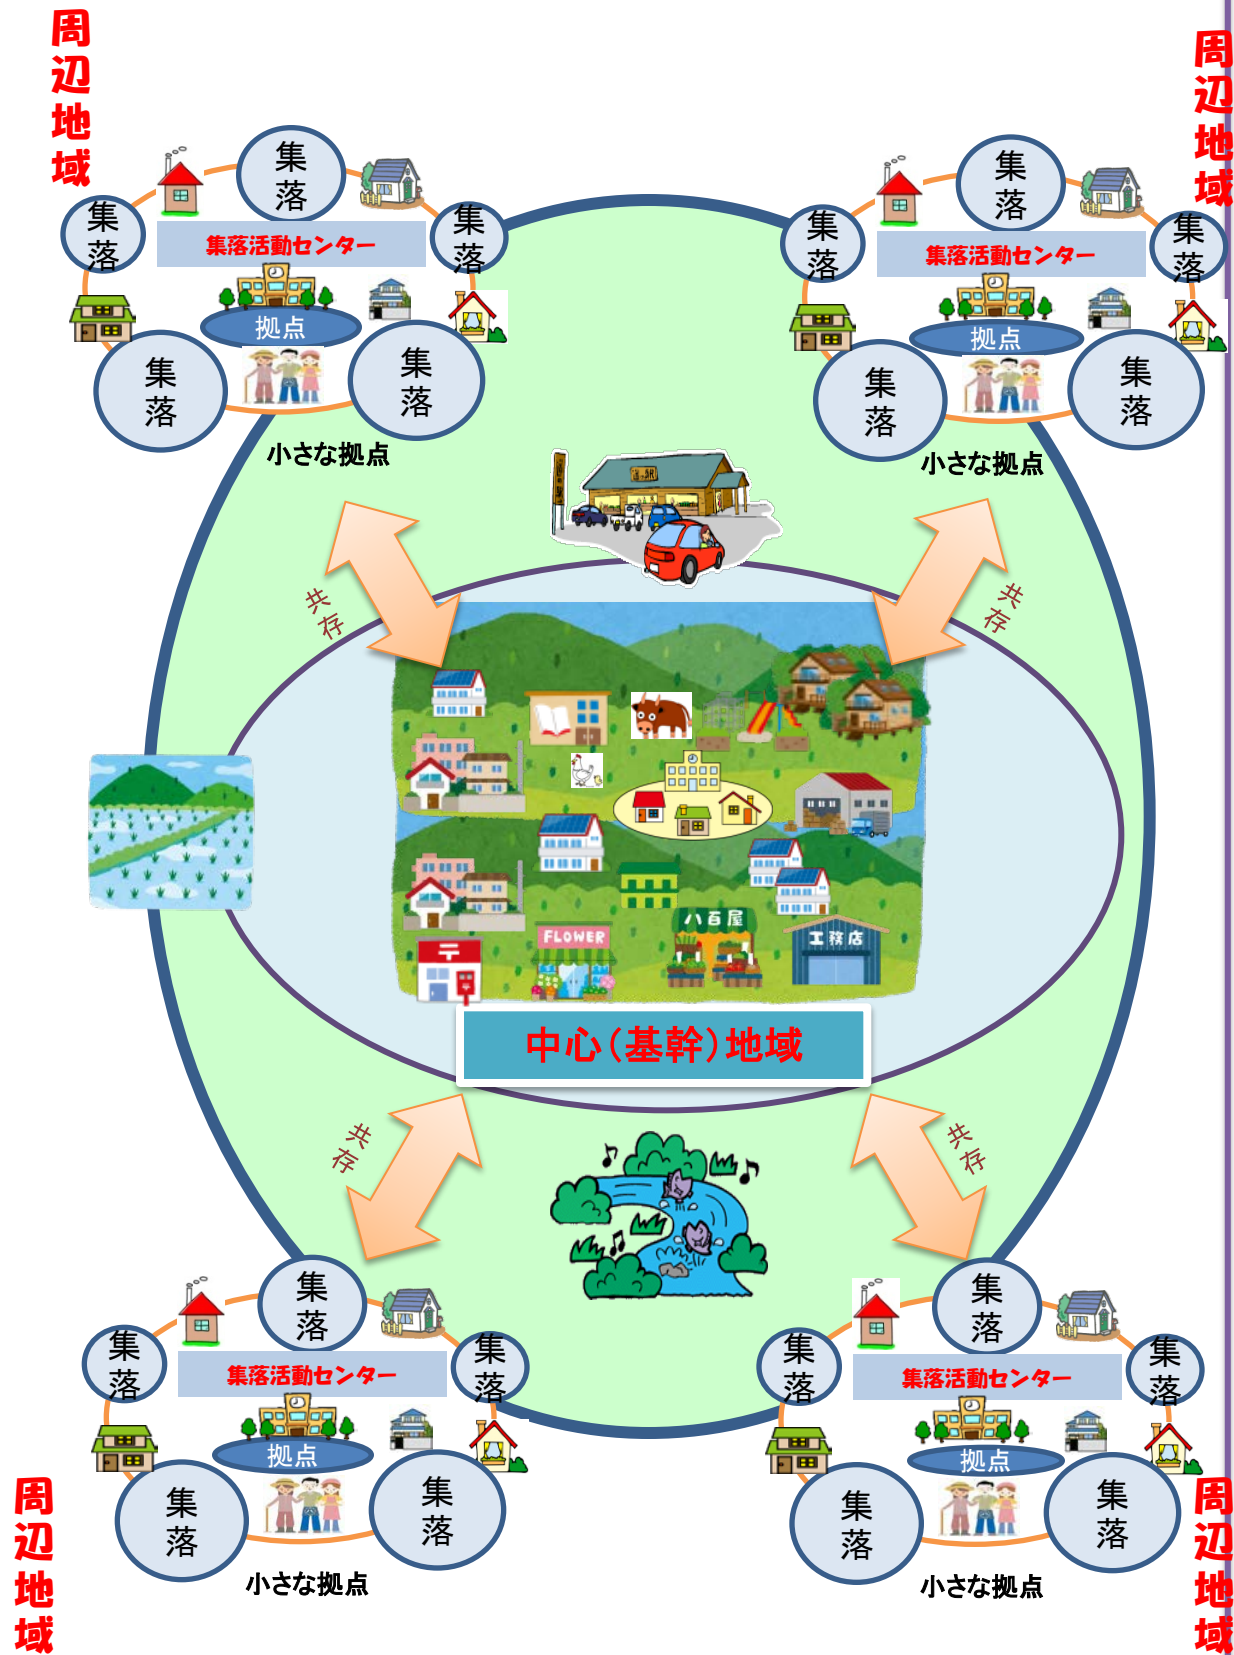 周辺地域
周辺地域
集落
集落
集落
集落活動センター
拠点
集落
集落
小さな拠点
集落
集落
集落
集落活動センター
拠点
集落
集落
小さな拠点
道の駅
共存
共存
八百屋
FLOWER
工務店
〒
中心（基幹）地域
共存
共存
集落
集落
集落
集落活動センター
拠点
集落
集落
小さな拠点
周辺地域
集落
集落
集落
集落活動センター
拠点
集落
集落
小さな拠点
周辺地域